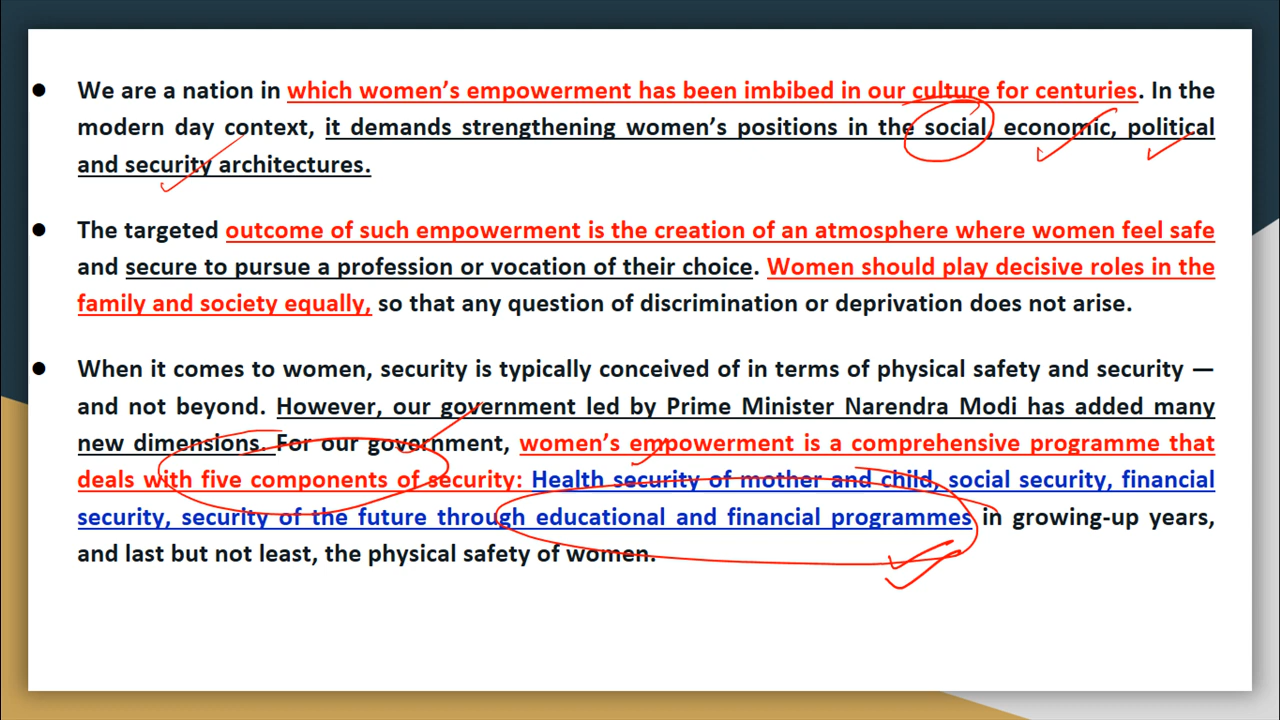 ● We are a nation in which women's empowerment has been imbibed in our culture for centuries. In the
modern day context, it demands strengthening women's positions in the social, economic, political
and security architectures.
● The targeted outcome of such empowerment is the creation of an atmosphere where women feel safe
and secure to pursue a profession or vocation of their choice. Women should play decisive roles in the
family and society equally, so that any question of discrimination or deprivation does not arise.
● When it comes to women, security is typically conceived of in terms of physical safety and security —
and not beyond. However, our government led by Prime Minister Narendra Modi has added many
new dimensions. For our government, women's empowerment is a comprehensive programme that
deals with five components of security: Health security of mother and child, social security, financial
security, security of the future through educational and financial programmes in growing-up years,
and last but not least, the physical safety of women.